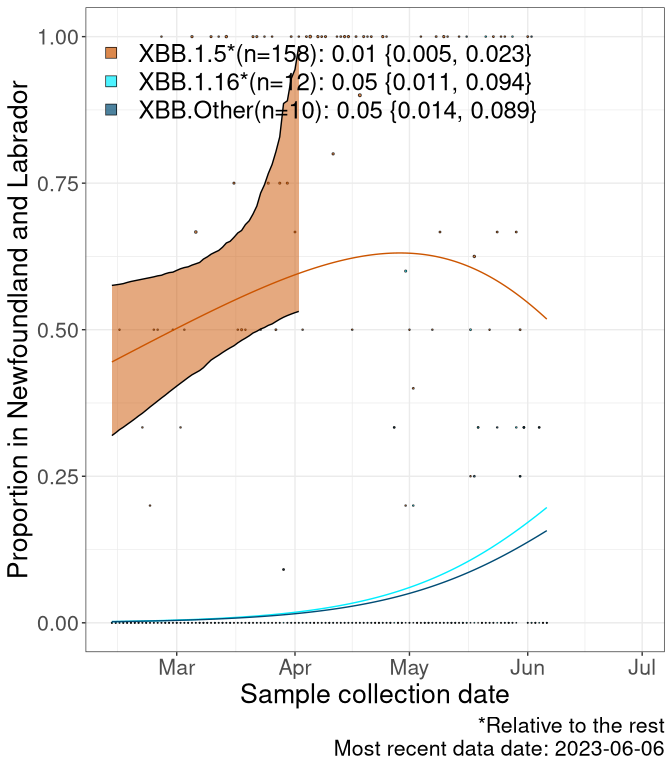 1.00
XBB.1.5*(n=158): 0.01 {0.005, 0.023}
XBB.1.16*(n=12): 0.05 {0.011, 0.094}
XBB.Other(n=10): 0.05 {0.014, 0.089}
0.75
0.50
0.25
0.00
Proportion in Newfoundland and Labrador
Mar Apr May Jun Jul
Sample collection date
*Relative to the rest
Most recent data date: 2023-06-06